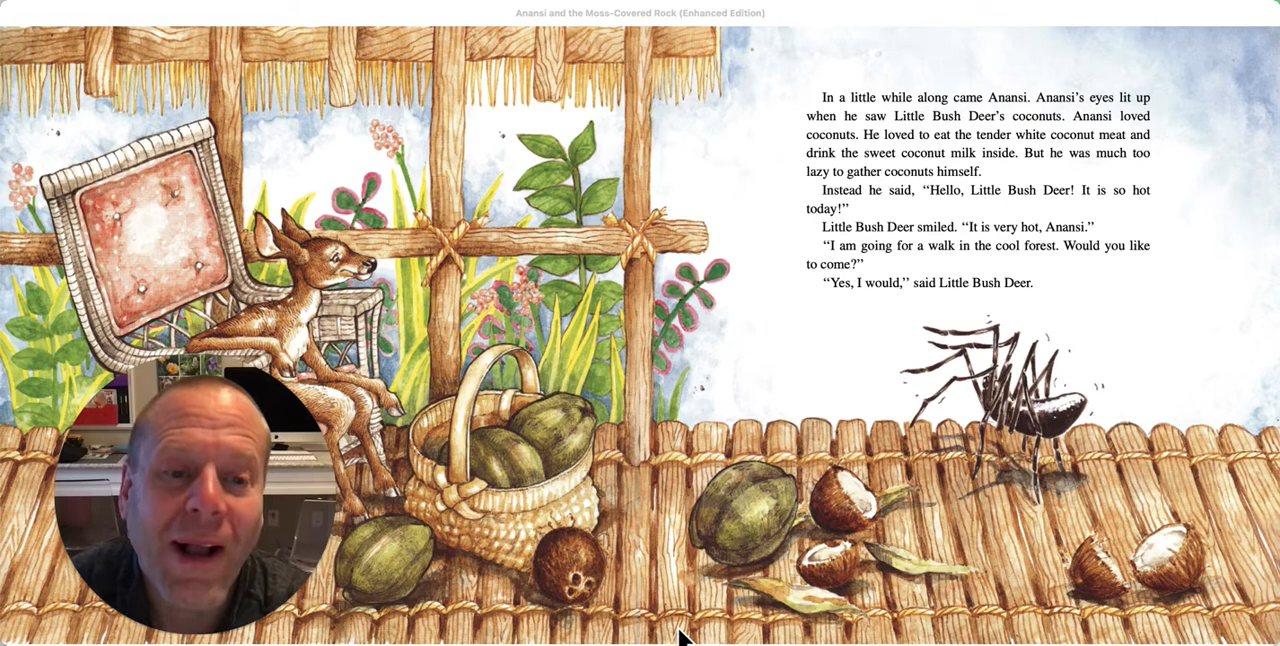 Anansi and the Moss-Covered Rock (Enhanced Edition)
In a little while along came Anansi. Anansi’s eyes lit up
when he saw Little Bush Deer’s coconuts. Anansi loved
coconuts. He loved to eat the tender white coconut meat and
drink the sweet coconut milk inside. But he was much too
lazy to gather coconuts himself.
Instead he said, “Hello, Little Bush Deer! It is so hot
today!”
Little Bush Deer smiled. “It is very hot, Anansi.”
“I am going for a walk in the cool forest. Would you like
to come?”
“Yes, I would,” said Little Bush Deer.